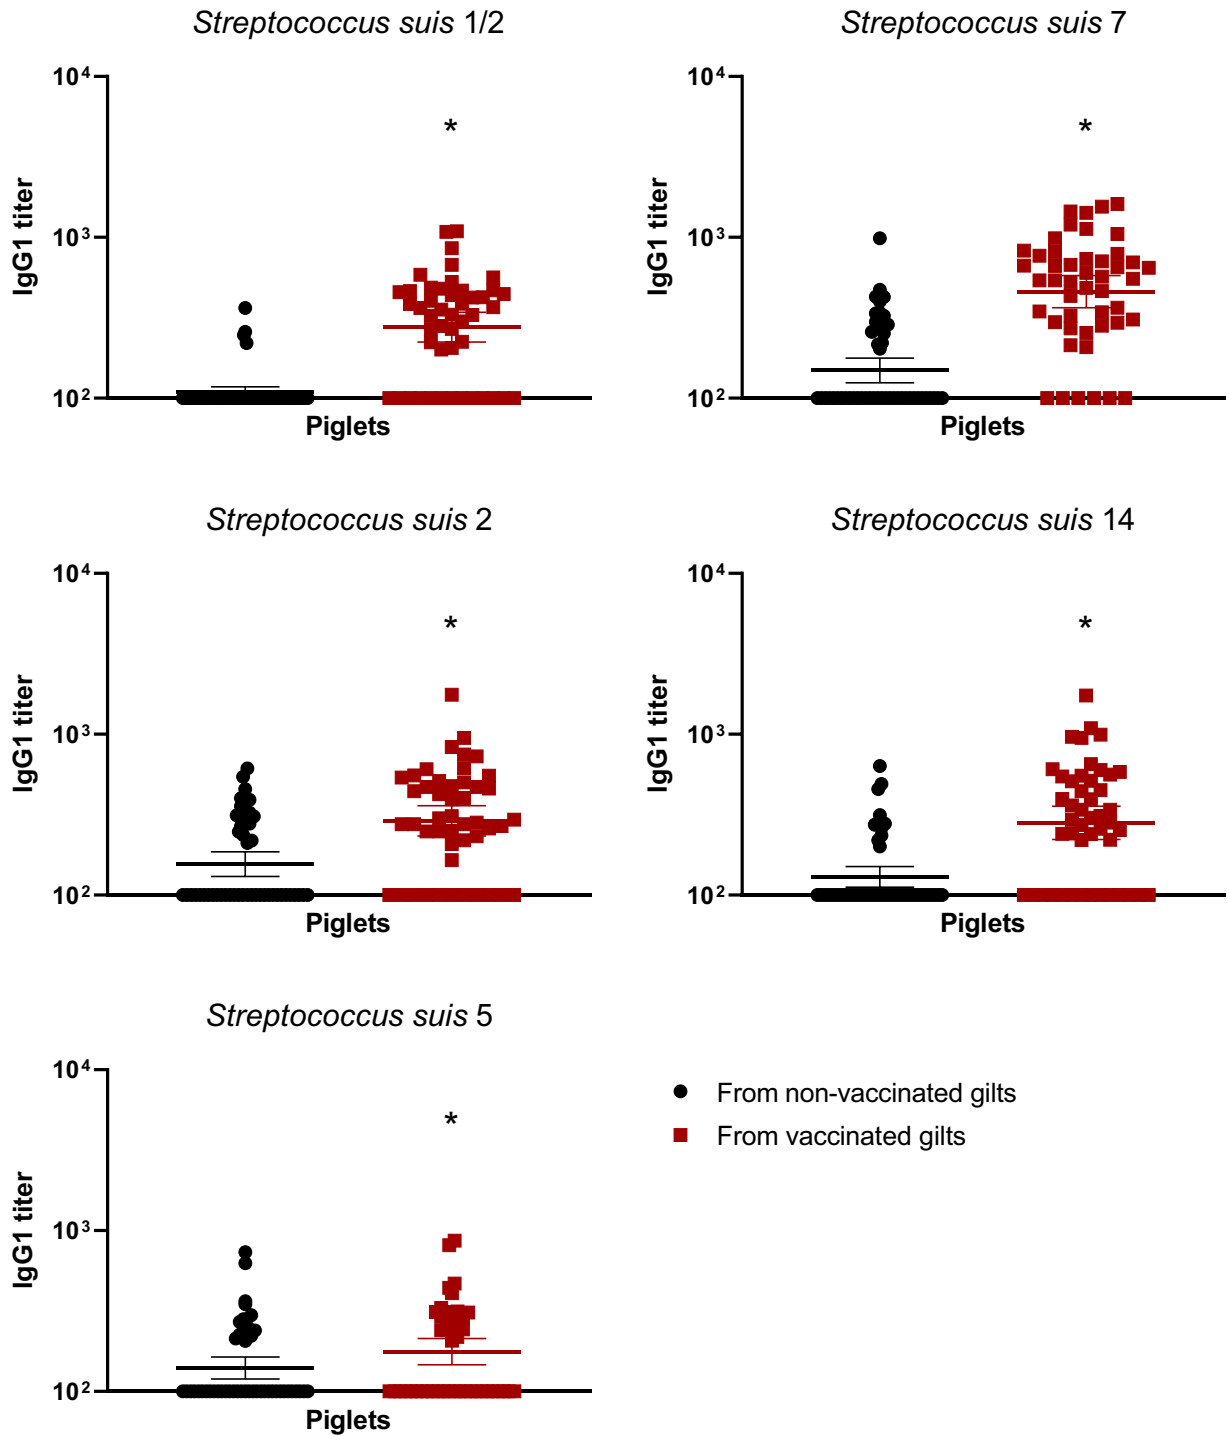 Streptococcus suis 1/2
10⁴
10³
10²
IgG1 titer
*
Piglets
Streptococcus suis 7
10⁴
10³
10²
IgG1 titer
*
Piglets
Streptococcus suis 2
10⁴
10³
10²
IgG1 titer
*
Piglets
Streptococcus suis 14
10⁴
10³
10²
IgG1 titer
*
Piglets
Streptococcus suis 5
10⁴
10³
10²
IgG1 titer
*
Piglets
From non-vaccinated gilts
From vaccinated gilts